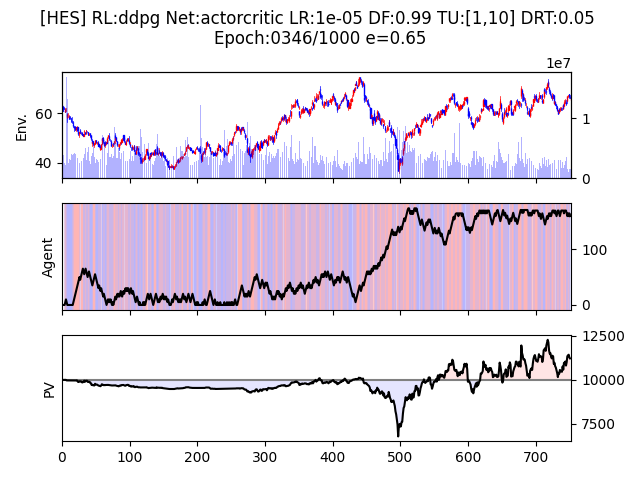 [HES] RL:ddpg Net:actorcritic LR:1e-05 DF:0.99 TU:[1,10] DRT:0.05
Epoch:0346/1000 e=0.65
1e7
Env.
60
40
1
0
Agent
100
0
PV
12500
10000
7500
0
100
200
300
400
500
600
700